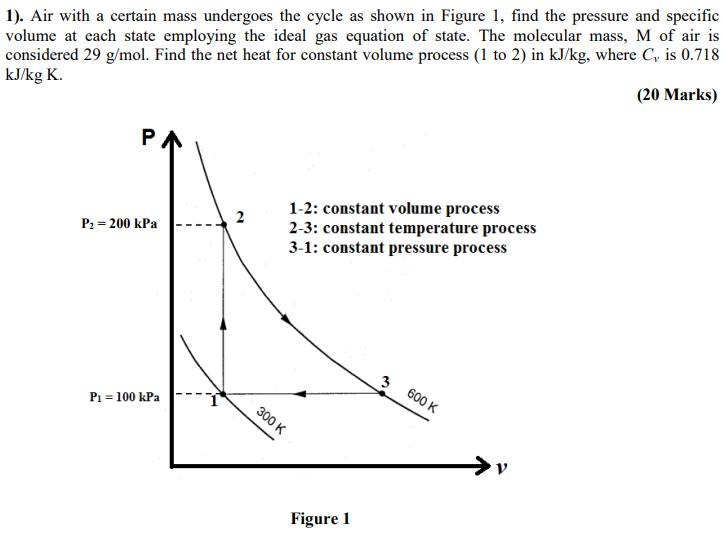 1). Air with a certain mass undergoes the cycle as shown in Figure 1, find the pressure and specific
volume at each state employing the ideal gas equation of state. The molecular mass, M of air is
considered 29 g/mol. Find the net heat for constant volume process (1 to 2) in kJ/kg, where Cᵥ is 0.718
kJ/kg K.
(20 Marks)
P
1-2: constant volume process
P₂ = 200 kPa
2
2-3: constant temperature process
3-1: constant pressure process
3
P₁ = 100 kPa
1
600 K
300 K
v
Figure 1